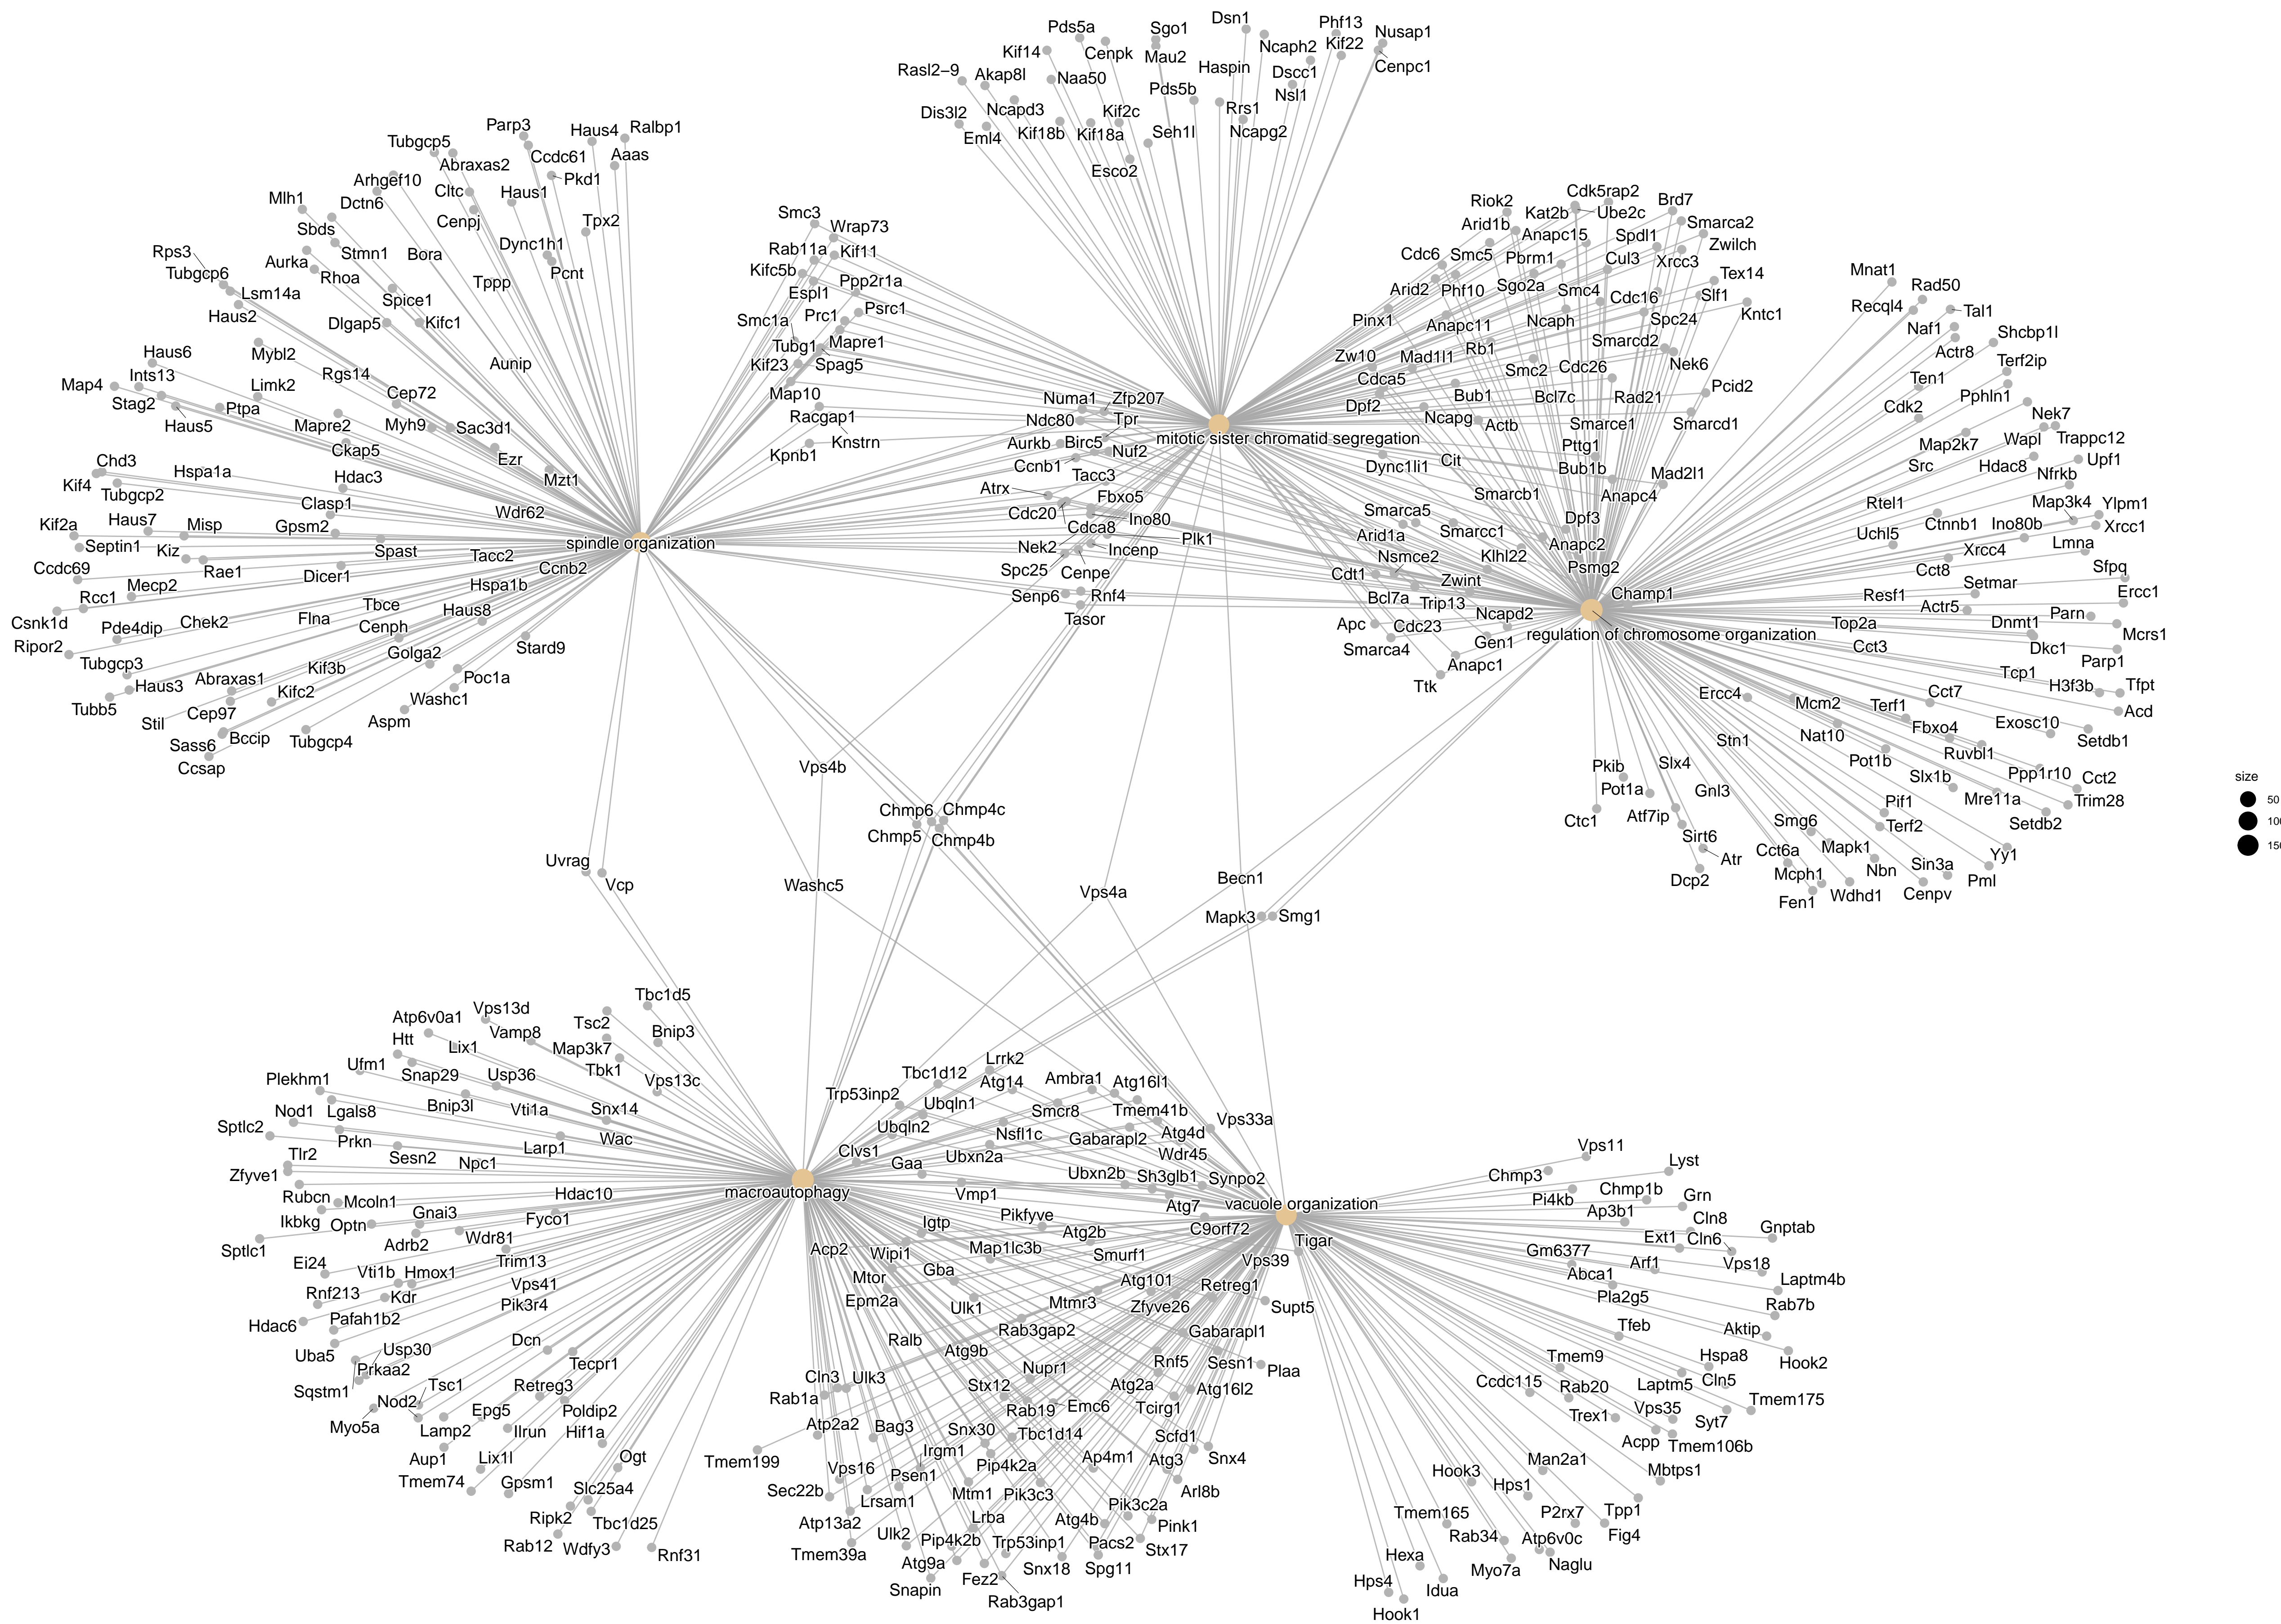 Dsn1
Phf13
Pds5a
Sgo1
Nusap1
Kif14
Cenpk
Mau2
Ncaph2
Kif22
Rasl2−9
Akap8l
Naa50
Haspin
Dscc1
Cenpc1
Pds5b
Nsl1
Dis3l2
Ncapd3
Kif2c
Rrs1
Eml4
Kif18b
Kif18a
Seh1l
Ncapg2
Esco2
Parp3
Haus4
Ralbp1
Tubgcp5
Ccdc61
Aaas
Abraxas2
Arhgef10
Pkd1
Mlh1
Dctn6
Cltc
Haus1
Sbds
Cenpj
Tpx2
Rps3
Stmn1
Bora
Dync1h1
Tubgcp6
Aurka
Rhoa
Pcnt
Lsm14a
Spice1
Tppp
Haus2
Dlgap5
Kifc1
Haus6
Mybl2
Aunip
Map4
Ints13
Limk2
Rgs14
Cep72
Stag2
Ptpa
Haus5
Mapre2
Myh9
Sac3d1
Ckap5
Ezr
Chd3
Hspa1a
Hdac3
Mzt1
Kif4
Tubgcp2
Clasp1
Wdr62
Kif2a
Haus7
Misp
Gpsm2
Septin1
Kiz
Spast
Tacc2
spindle organization
Ccdc69
Rae1
Dicer1
Ccnb2
Mecp2
Hspa1b
Rcc1
Tbce
Haus8
Csnk1d
Pde4dip
Chek2
Flna
Cenph
Ripor2
Tubgcp3
Golga2
Stard9
Haus3
Abraxas1
Kif3b
Poc1a
Tubb5
Kifc2
Washc1
Stil
Cep97
Aspm
Sass6
Bccip
Tubgcp4
Ccsap
Smc3
Wrap73
Rab11a
Kif11
Kifc5b
Ppp2r1a
Espl1
Psrc1
Smc1a
Prc1
Tubg1
Mapre1
Kif23
Spag5
Map10
Racgap1
Knstrn
Kpnb1
Numa1
Zfp207
Ndc80
Tpr
Aurkb
Birc5
Nuf2
Ccnb1
Tacc3
Atrx
Fbxo5
Cdc20
Cdca8
Ino80
Plk1
Nek2
Incenp
Spc25
Cenpe
Senp6
Rnf4
Tasor
mitotic sister chromatid segregation
Riok2
Cdk5rap2
Brd7
Kat2b
Ube2c
Arid1b
Smarca2
Anapc15
Spdl1
Zwilch
Cdc6
Smc5
Pbrm1
Cul3
Xrcc3
Tex14
Arid2
Phf10
Sgo2a
Smc4
Cdc16
Slf1
Kntc1
Pinx1
Anapc11
Ncaph
Spc24
Zw10
Mad1l1
Rb1
Smarcd2
Nek6
Cdca5
Smc2
Cdc26
Pcid2
Dpf2
Bub1
Bcl7c
Rad21
Ncapg
Actb
Smarce1
Smarcd1
Pttg1
Dync1li1
Cit
Bub1b
Mad2l1
Smarcb1
Anapc4
Smarca5
Dpf3
Arid1a
Smarcc1
Anapc2
Nsmce2
Klhl22
Psmg2
Cdt1
Zwint
Champ1
Bcl7a
Trip13
Ncapd2
Apc
Cdc23
Smarca4
Gen1
Anapc1
Ttk
regulation of chromosome organization
Mnat1
Rad50
Recql4
Tal1
Naf1
Shcbp1l
Actr8
Terf2ip
Ten1
Pphln1
Cdk2
Nek7
Map2k7
Wapl
Trappc12
Src
Hdac8
Upf1
Nfrkb
Rtel1
Map3k4
Ylpm1
Ctnnb1
Ino80b
Xrcc1
Uchl5
Xrcc4
Lmna
Cct8
Sfpq
Resf1
Setmar
Ercc1
Actr5
Parn
Top2a
Dnmt1
Mcrs1
Cct3
Dkc1
Parp1
Tcp1
H3f3b
Tfpt
Ercc4
Cct7
Mcm2
Terf1
Acd
Exosc10
Fbxo4
Setdb1
Stn1
Nat10
Ruvbl1
Pkib
Slx4
Pot1b
Ppp1r10
Cct2
Pot1a
Gnl3
Slx1b
Mre11a
Trim28
Ctc1
Atf7ip
Pif1
Setdb2
Sirt6
Smg6
Terf2
Atr
Cct6a
Mapk1
Yy1
Dcp2
Mcph1
Nbn
Sin3a
Pml
Fen1
Wdhd1
Cenpv
size
50
Vps4b
Chmp6
Chmp4c
Chmp5
Chmp4b
Uvrag
Vcp
Washc5
Vps4a
Becn1
Mapk3
Smg1
Tbc1d5
Vps13d
Atp6v0a1
Tsc2
Bnip3
Htt
Vamp8
Lix1
Map3k7
Ufm1
Tbk1
Plekhm1
Snap29
Usp36
Vps13c
Nod1
Lgals8
Bnip3l
Vti1a
Snx14
Sptlc2
Prkn
Larp1
Wac
Tlr2
Sesn2
Npc1
Zfyve1
Rubcn
Mcoln1
Hdac10
Ikbkg
Optn
Gnai3
Fyco1
Sptlc1
Adrb2
Wdr81
Ei24
Vti1b
Hmox1
Trim13
Rnf213
Kdr
Vps41
Hdac6
Pafah1b2
Pik3r4
Uba5
Usp30
Dcn
Prkaa2
Tecpr1
Sqstm1
Tsc1
Retreg3
Nod2
Myo5a
Epg5
Poldip2
Lamp2
Ilrun
Hif1a
Aup1
Lix1l
Ogt
Tmem74
Gpsm1
Slc25a4
Ripk2
Tbc1d25
Rab12
Wdfy3
Rnf31
macroautophagy
Lrrk2
Tbc1d12
Atg14
Ambra1
Atg16l1
Trp53inp2
Ubqln1
Smcr8
Tmem41b
Vps33a
Ubqln2
Nsfl1c
Gabarapl2
Atg4d
Clvs1
Ubxn2a
Wdr45
Gaa
Ubxn2b
Sh3glb1
Synpo2
Vmp1
Atg7
vacuole organization
Igtp
Pikfyve
Atg2b
C9orf72
Acp2
Wipi1
Map1lc3b
Smurf1
Tigar
Vps39
Mtor
Gba
Atg101
Retreg1
Epm2a
Ulk1
Mtmr3
Zfyve26
Supt5
Ralb
Rab3gap2
Gabarapl1
Atg9b
Rnf5
Sesn1
Plaa
Cln3
Ulk3
Nupr1
Rab1a
Stx12
Atg2a
Atg16l2
Atp2a2
Rab19
Emc6
Tcirg1
Bag3
Snx30
Tbc1d14
Scfd1
Tmem199
Irgm1
Snx4
Vps16
Psen1
Pip4k2a
Ap4m1
Atg3
Sec22b
Lrsam1
Mtm1
Pik3c3
Arl8b
Atp13a2
Lrba
Pik3c2a
Ulk2
Atg4b
Pink1
Tmem39a
Pip4k2b
Trp53inp1
Pacs2
Stx17
Atg9a
Snx18
Spg11
Snapin
Fez2
Rab3gap1
Vps11
Chmp3
Lyst
Pi4kb
Chmp1b
Grn
Ap3b1
Cln8
Gnptab
Ext1
Cln6
Gm6377
Arf1
Vps18
Abca1
Laptm4b
Pla2g5
Rab7b
Tfeb
Aktip
Tmem9
Hspa8
Hook2
Ccdc115
Rab20
Laptm5
Cln5
Tmem175
Trex1
Vps35
Syt7
Acpp
Tmem106b
Man2a1
Hook3
Mbtps1
Hps1
Tmem165
P2rx7
Tpp1
Rab34
Atp6v0c
Fig4
Hexa
Myo7a
Naglu
Hps4
Idua
Hook1